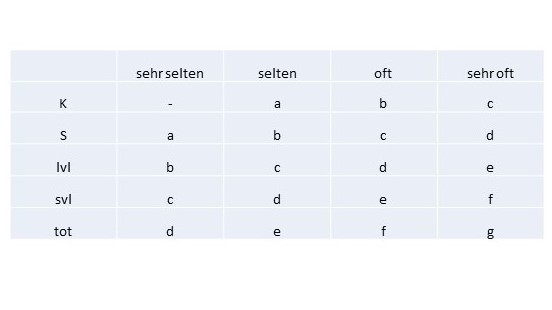 sehr selten selten oft sehr oft
K - a b c
S a b c d
lvl b c d e
svl c d e f
tot d e f g